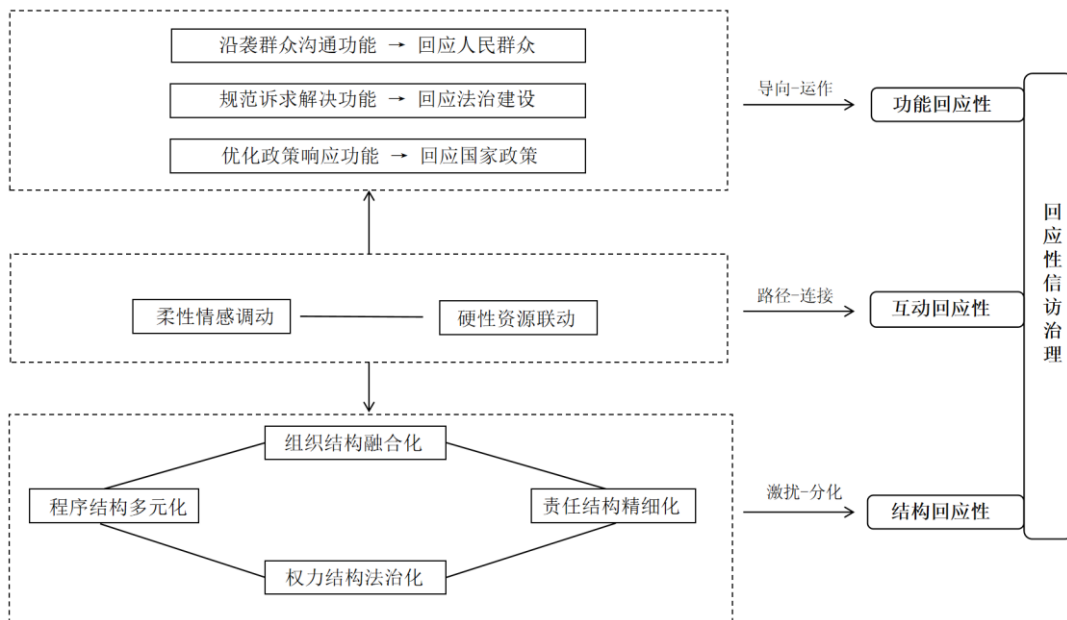 沿袭群众沟通功能 → 回应人民群众
规范诉求解决功能 → 回应法治建设
优化政策响应功能 → 回应国家政策
导向-运作
功能回应性
柔性情感调动
硬性资源联动
路径-连接
互动回应性
组织结构融合化
程序结构多元化
责任结构精细化
权力结构法治化
激扰-分化
结构回应性
回应性信访治理